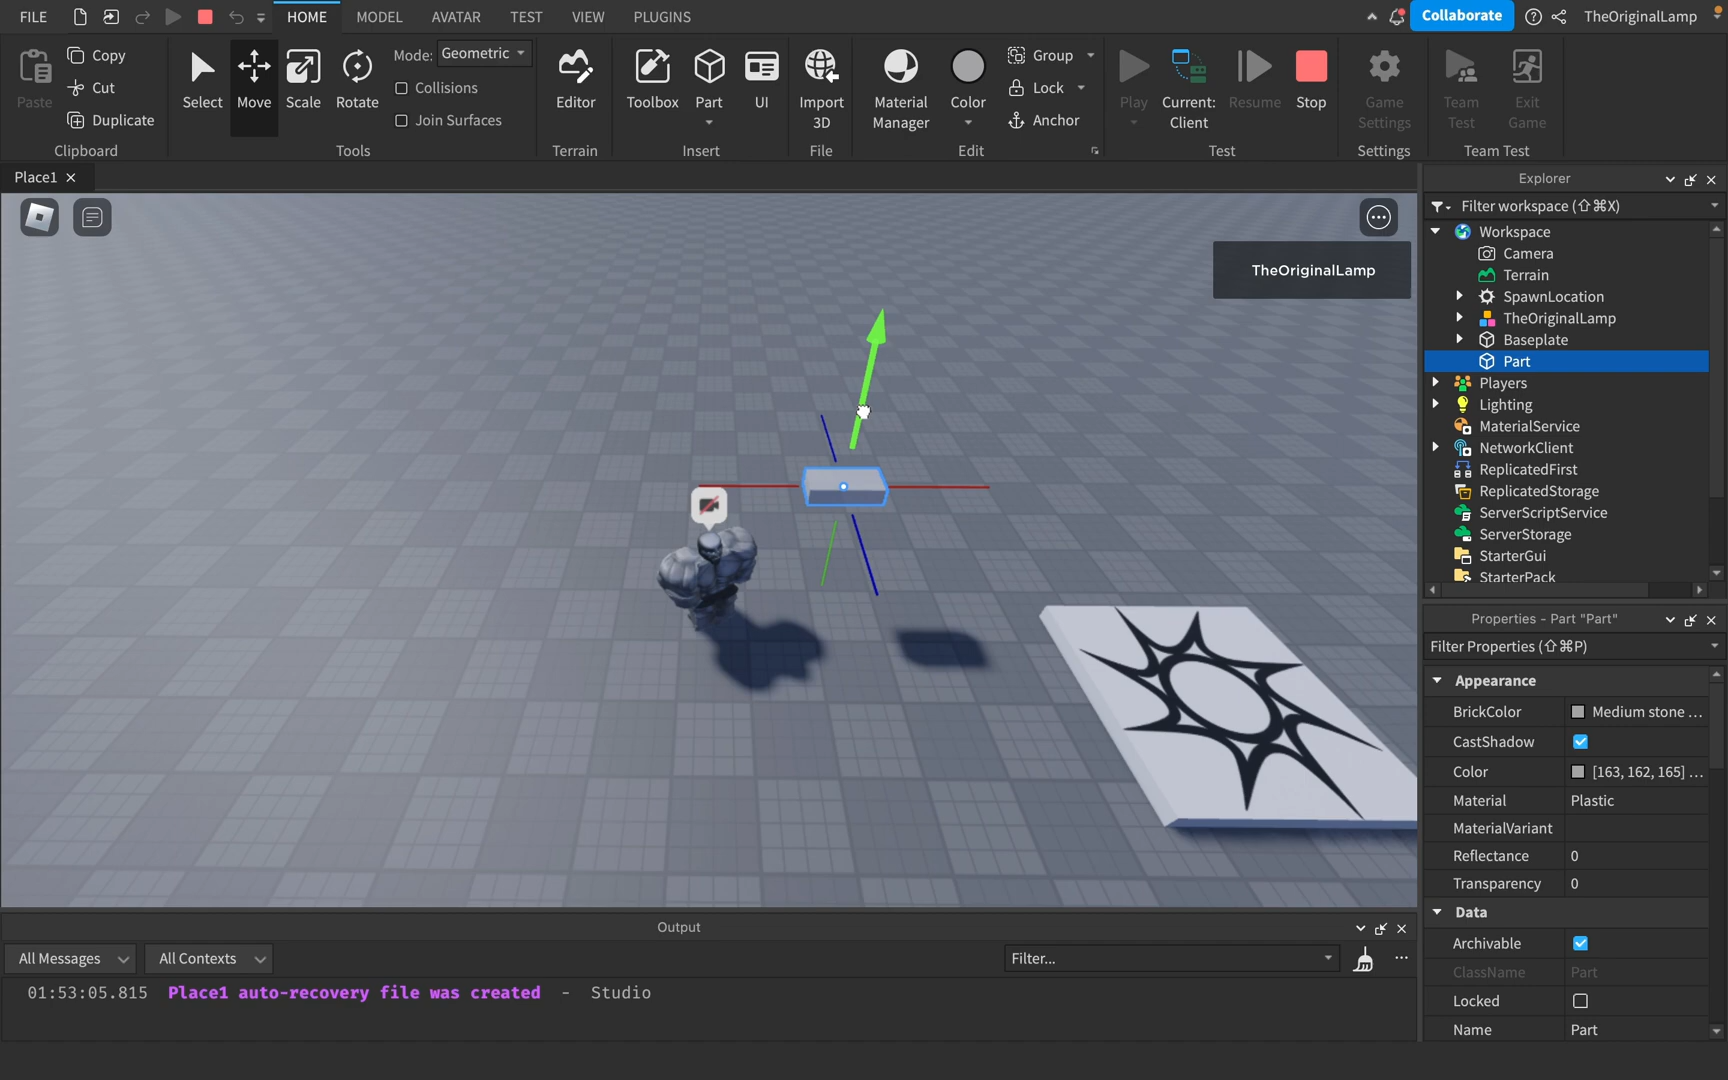 FILE HOME MODEL AVATAR TEST VIEW PLUGINS Collaborate TheOriginalLamp
Paste Copy Cut Duplicate
Clipboard
Select Move Scale Rotate
Mode: Geometric
Collisions
Join Surfaces
Tools
Editor
Terrain
Toolbox Part UI
Insert
Import 3D
File
Material Manager
Color
Group
Lock
Anchor
Edit
Play Current: Client Resume Stop
Test
Game Settings
Settings
Team Test Exit Game
Team Test
Place1
TheOriginalLamp
Explorer
Filter workspace (⇧⌘X)
Workspace
Camera
Terrain
SpawnLocation
TheOriginalLamp
Baseplate
Part
Players
Lighting
MaterialService
NetworkClient
ReplicatedFirst
ReplicatedStorage
ServerScriptService
ServerStorage
StarterGui
StarterPack
Properties - Part "Part"
Filter Properties (⇧⌘P)
Appearance
BrickColor Medium stone ...
CastShadow
Color [163, 162, 165] ...
Material Plastic
MaterialVariant
Reflectance 0
Transparency 0
Data
Archivable
ClassName Part
Locked
Name Part
Output
All Messages All Contexts Filter...
01:53:05.815 Place1 auto-recovery file was created - Studio